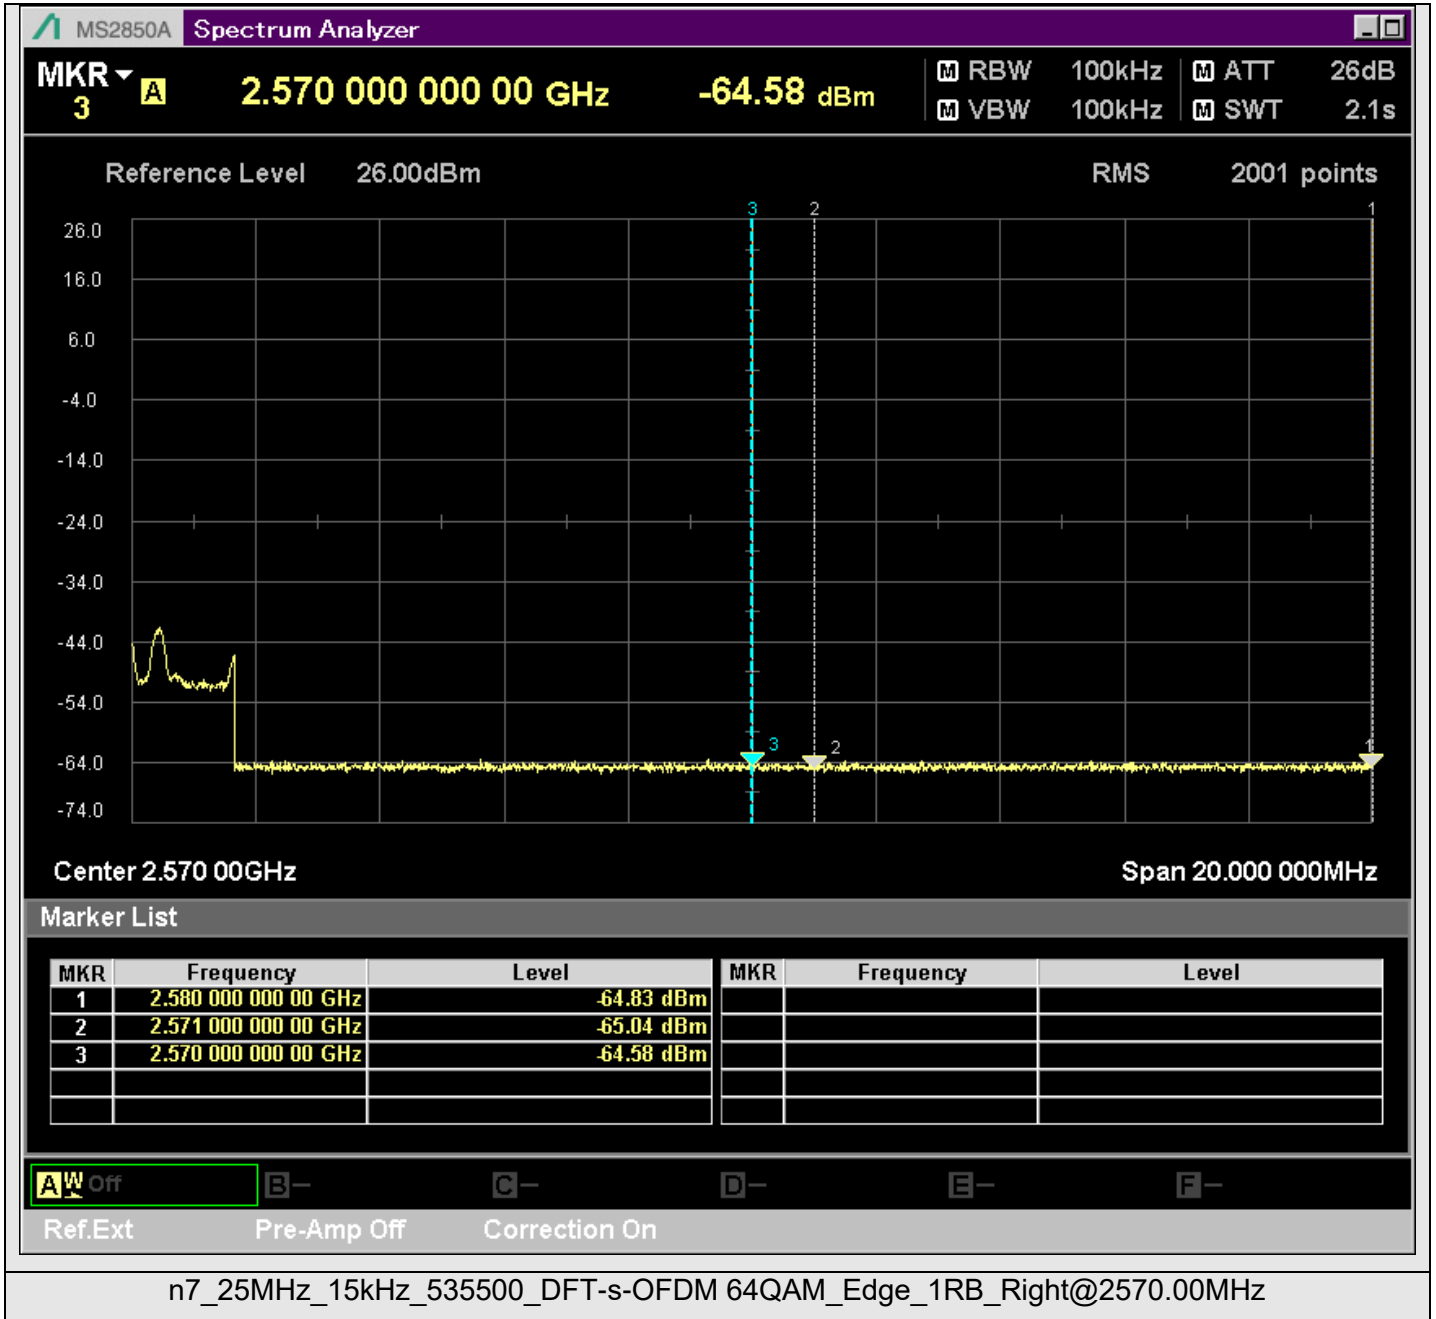 MS2850A Spectrum Analyzer
MKR A 2.570 000 000 00 GHz -64.58 dBm M RBW 100kHz M ATT 26dB
3 M VBW 100kHz M SWT 2.1s
Reference Level 26.00dBm RMS 2001 points
3 2 1
26.0
16.0
6.0
-4.0
-14.0
-24.0
-34.0
-44.0
-54.0
3 2 1
-64.0
-74.0
Center 2.570 00GHz Span 20.000 000MHz
Marker List
MKR Frequency Level MKR Frequency Level
1 2.580 000 000 00 GHz -64.83 dBm
2 2.571 000 000 00 GHz -65.04 dBm
3 2.570 000 000 00 GHz -64.58 dBm
A W Off B - C - D - E - F -
Ref.Ext Pre-Amp Off Correction On
n7_25MHz_15kHz_535500_DFT-s-OFDM 64QAM_Edge_1RB_Right@2570.00MHz